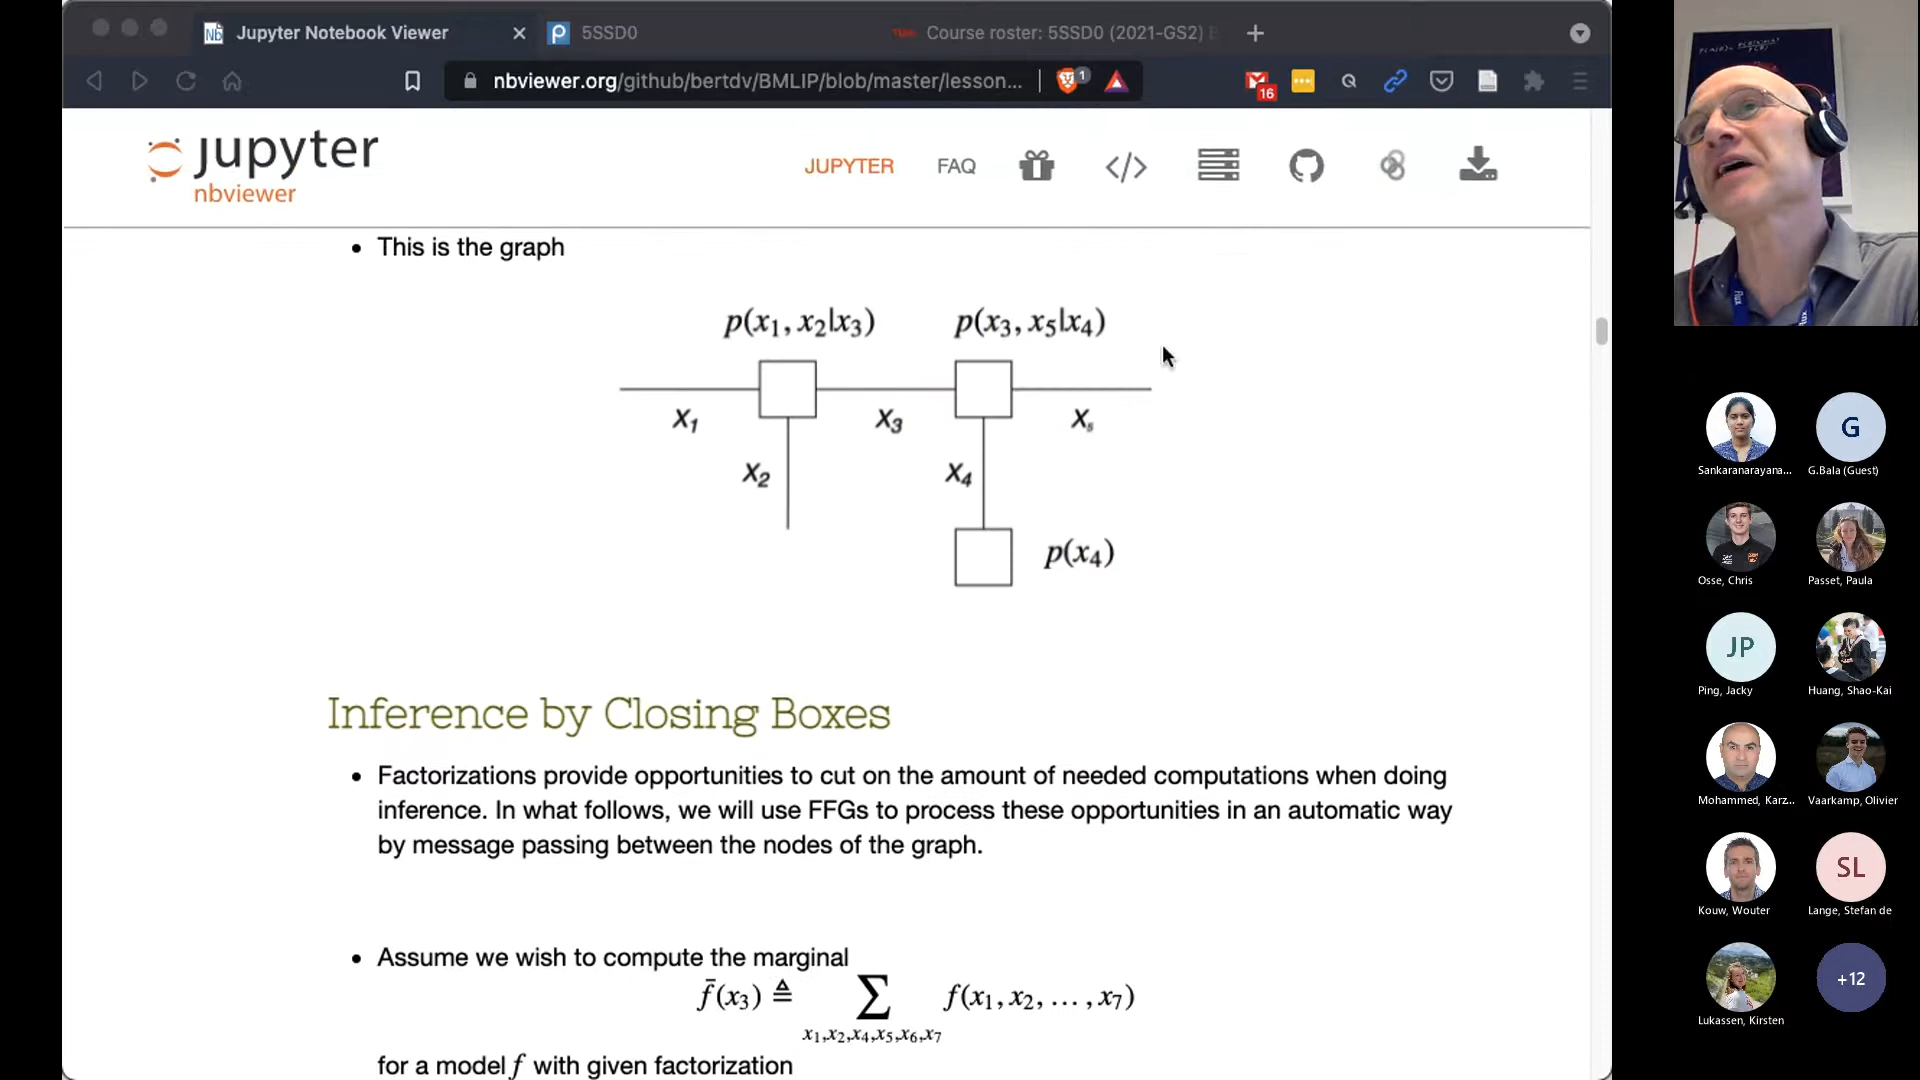 Jupyter Notebook Viewer
5SSD0
Course roster: 5SSD0 (2021-GS2)
nbviewer.org/github/bertdv/BMLIP/blob/master/lesson...
1
16
jupyter
nbviewer
JUPYTER
FAQ
• This is the graph
p(x₁, x₂|x₃)
p(x₃, x₅|x₄)
X₁
X₃
X₅
X₂
X₄
p(x₄)
Inference by Closing Boxes
• Factorizations provide opportunities to cut on the amount of needed computations when doing
inference. In what follows, we will use FFGs to process these opportunities in an automatic way
by message passing between the nodes of the graph.
• Assume we wish to compute the marginal
f̄(x₃) ≜ ∑ f(x₁, x₂, …, x₇)
x₁,x₂,x₄,x₅,x₆,x₇
for a model f with given factorization
Sankaranarayana...
G
G.Bala (Guest)
Osse, Chris
Passet, Paula
JP
Ping, Jacky
Huang, Shao-Kai
Mohammed, Karz...
Vaarkamp, Olivier
Kouw, Wouter
SL
Lange, Stefan de
Lukassen, Kirsten
+12